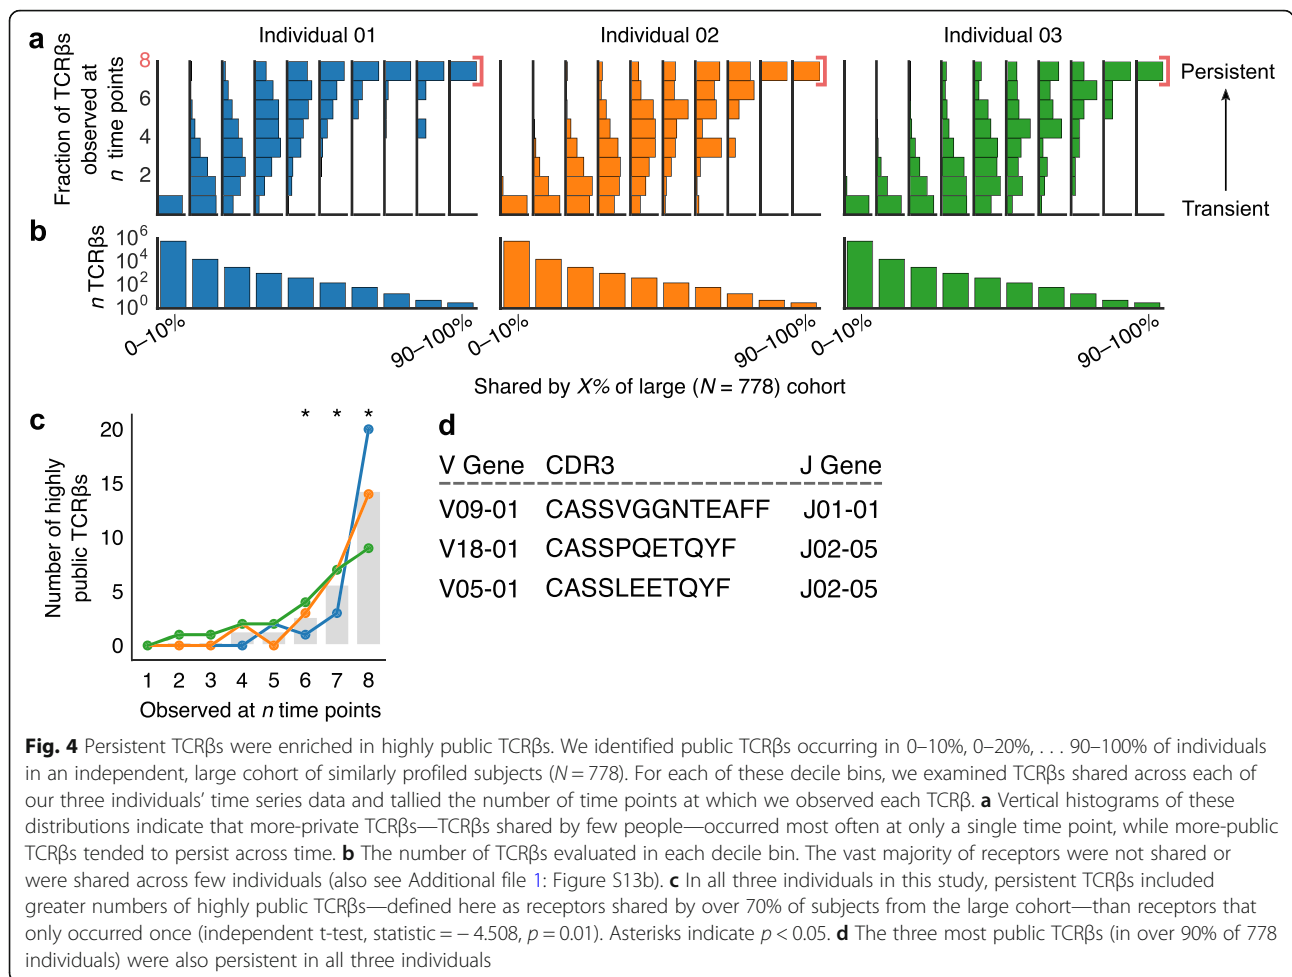 a
Individual 01
Individual 02
Individual 03
Fraction of TCRβs
observed at
n time points
8
6
4
2
Persistent
Transient
b
n TCRβs
10^6
10^4
10^2
10^0
0–10%
90–100%
0–10%
90–100%
0–10%
90–100%
Shared by X% of large (N = 778) cohort
c
Number of highly
public TCRβs
20
15
10
5
0
* * *
1 2 3 4 5 6 7 8
Observed at n time points
d
V Gene CDR3 J Gene
V09-01 CASSVGGNTEAFF J01-01
V18-01 CASSPQETQYF J02-05
V05-01 CASSLEETQYF J02-05
Fig. 4 Persistent TCRβs were enriched in highly public TCRβs. We identified public TCRβs occurring in 0–10%, 0–20%, . . . 90–100% of individuals
in an independent, large cohort of similarly profiled subjects (N = 778). For each of these decile bins, we examined TCRβs shared across each of
our three individuals’ time series data and tallied the number of time points at which we observed each TCRβ. a Vertical histograms of these
distributions indicate that more-private TCRβs—TCRβs shared by few people—occurred most often at only a single time point, while more-public
TCRβs tended to persist across time. b The number of TCRβs evaluated in each decile bin. The vast majority of receptors were not shared or
were shared across few individuals (also see Additional file 1: Figure S13b). c In all three individuals in this study, persistent TCRβs included
greater numbers of highly public TCRβs—defined here as receptors shared by over 70% of subjects from the large cohort—than receptors that
only occurred once (independent t-test, statistic = − 4.508, p = 0.01). Asterisks indicate p < 0.05. d The three most public TCRβs (in over 90% of 778
individuals) were also persistent in all three individuals